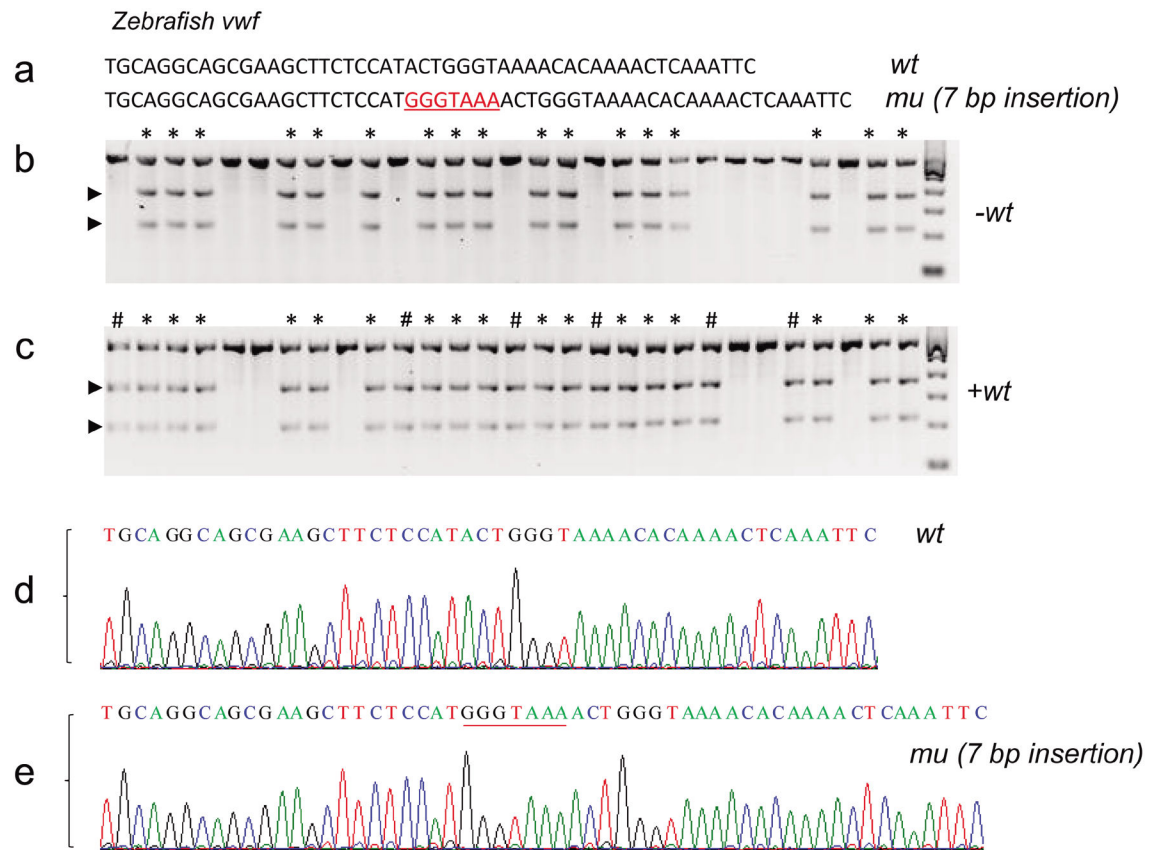 Zebrafish vwf
a
TGCAGGCAGCGAAGCTTCTCCATACTGGGTAAAACACAAAACTCAAATTC wt
TGCAGGCAGCGAAGCTTCTCCATGGGTAAAACTGGGTAAAACACAAAACTCAAATTC mu (7 bp insertion)
* * * * * * * * * * * * * * * * *
b
-wt
# * * * * * * # * * * # * * # * * * # # * * *
c
+wt
TGCAGGCAGCGAAGCTTCTCCATACTGGGTAAAACACAAAACTCAAATTC wt
d
TGCAGGCAGCGAAGCTTCTCCATGGGTAAAACTGGGTAAAACACAAAACTCAAATTC
mu (7 bp insertion)
e